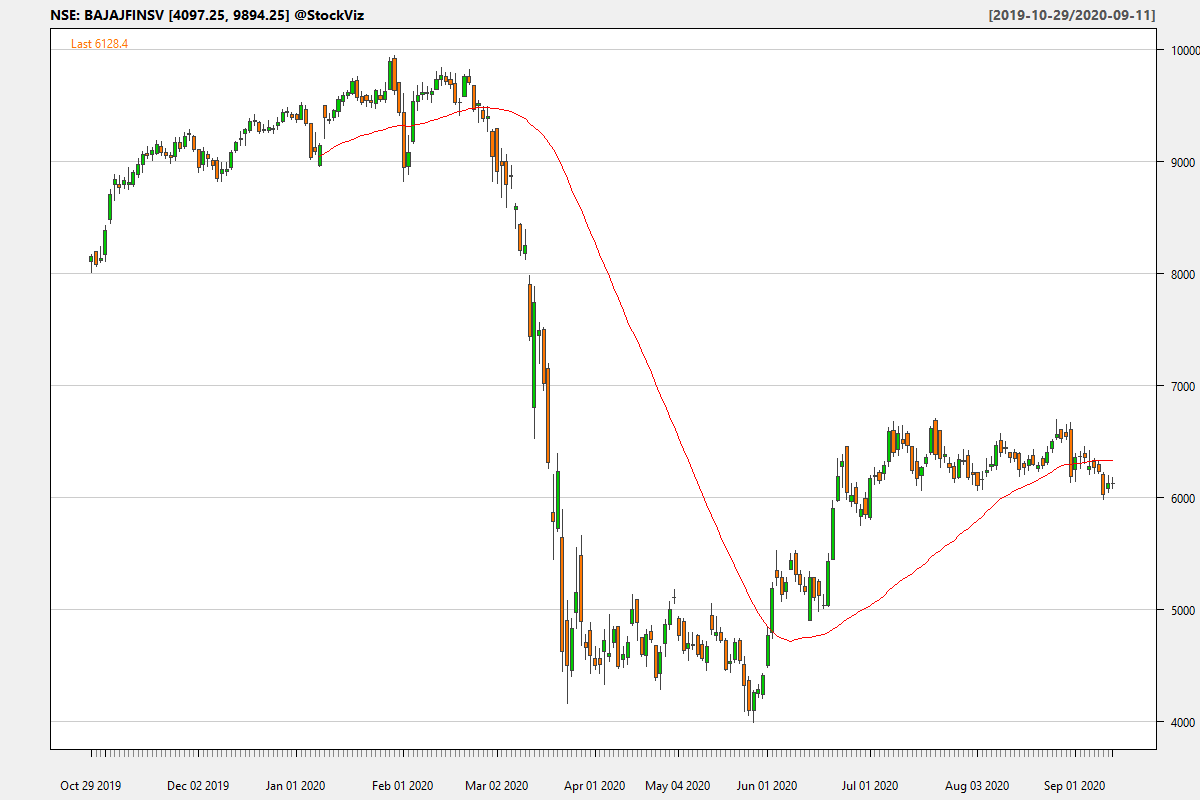 NSE: BAJAJFINSV [4097.25, 9894.25] @StockViz
[2019-10-29/2020-09-11]
Last 6128.4
10000
9000
8000
7000
6000
5000
4000
Oct 29 2019 Dec 02 2019 Jan 01 2020 Feb 01 2020 Mar 02 2020 Apr 01 2020 May 04 2020 Jun 01 2020 Jul 01 2020 Aug 03 2020 Sep 01 2020